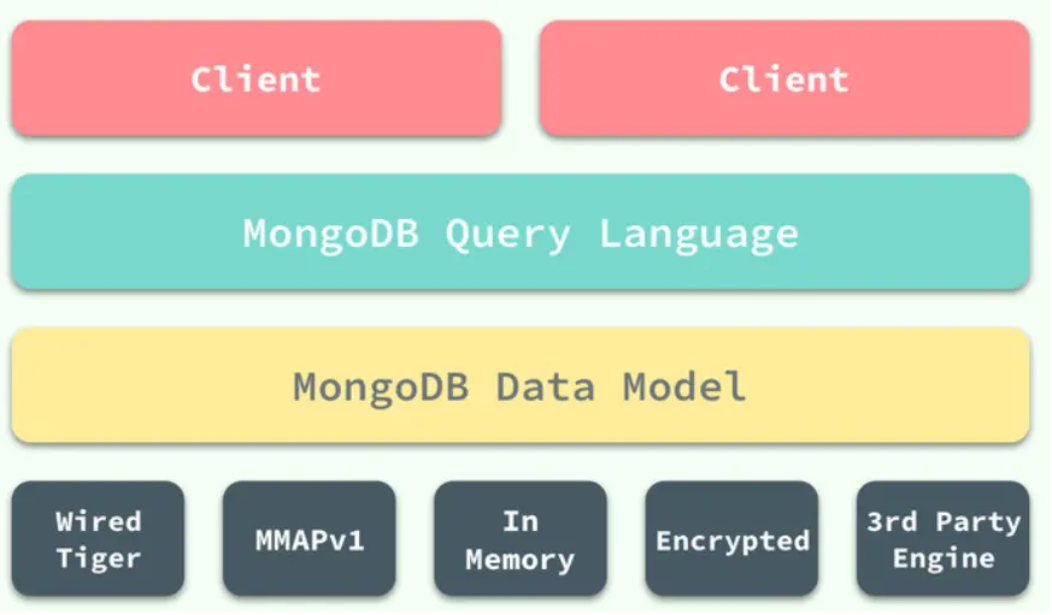 Client
Client
MongoDB Query Language
MongoDB Data Model
Wired
Tiger
MMAPv1
In
Memory
Encrypted
3rd Party
Engine